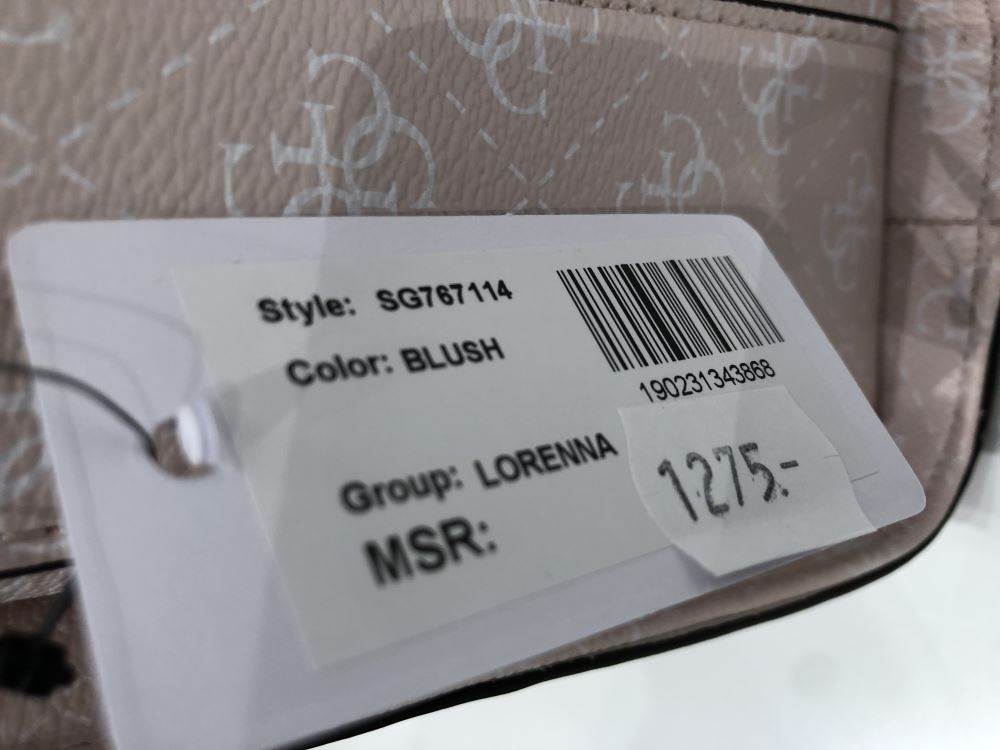 Style: SG767114
Color: BLUSH
190231343868
Group: LORENNA
1275.-
MSR: